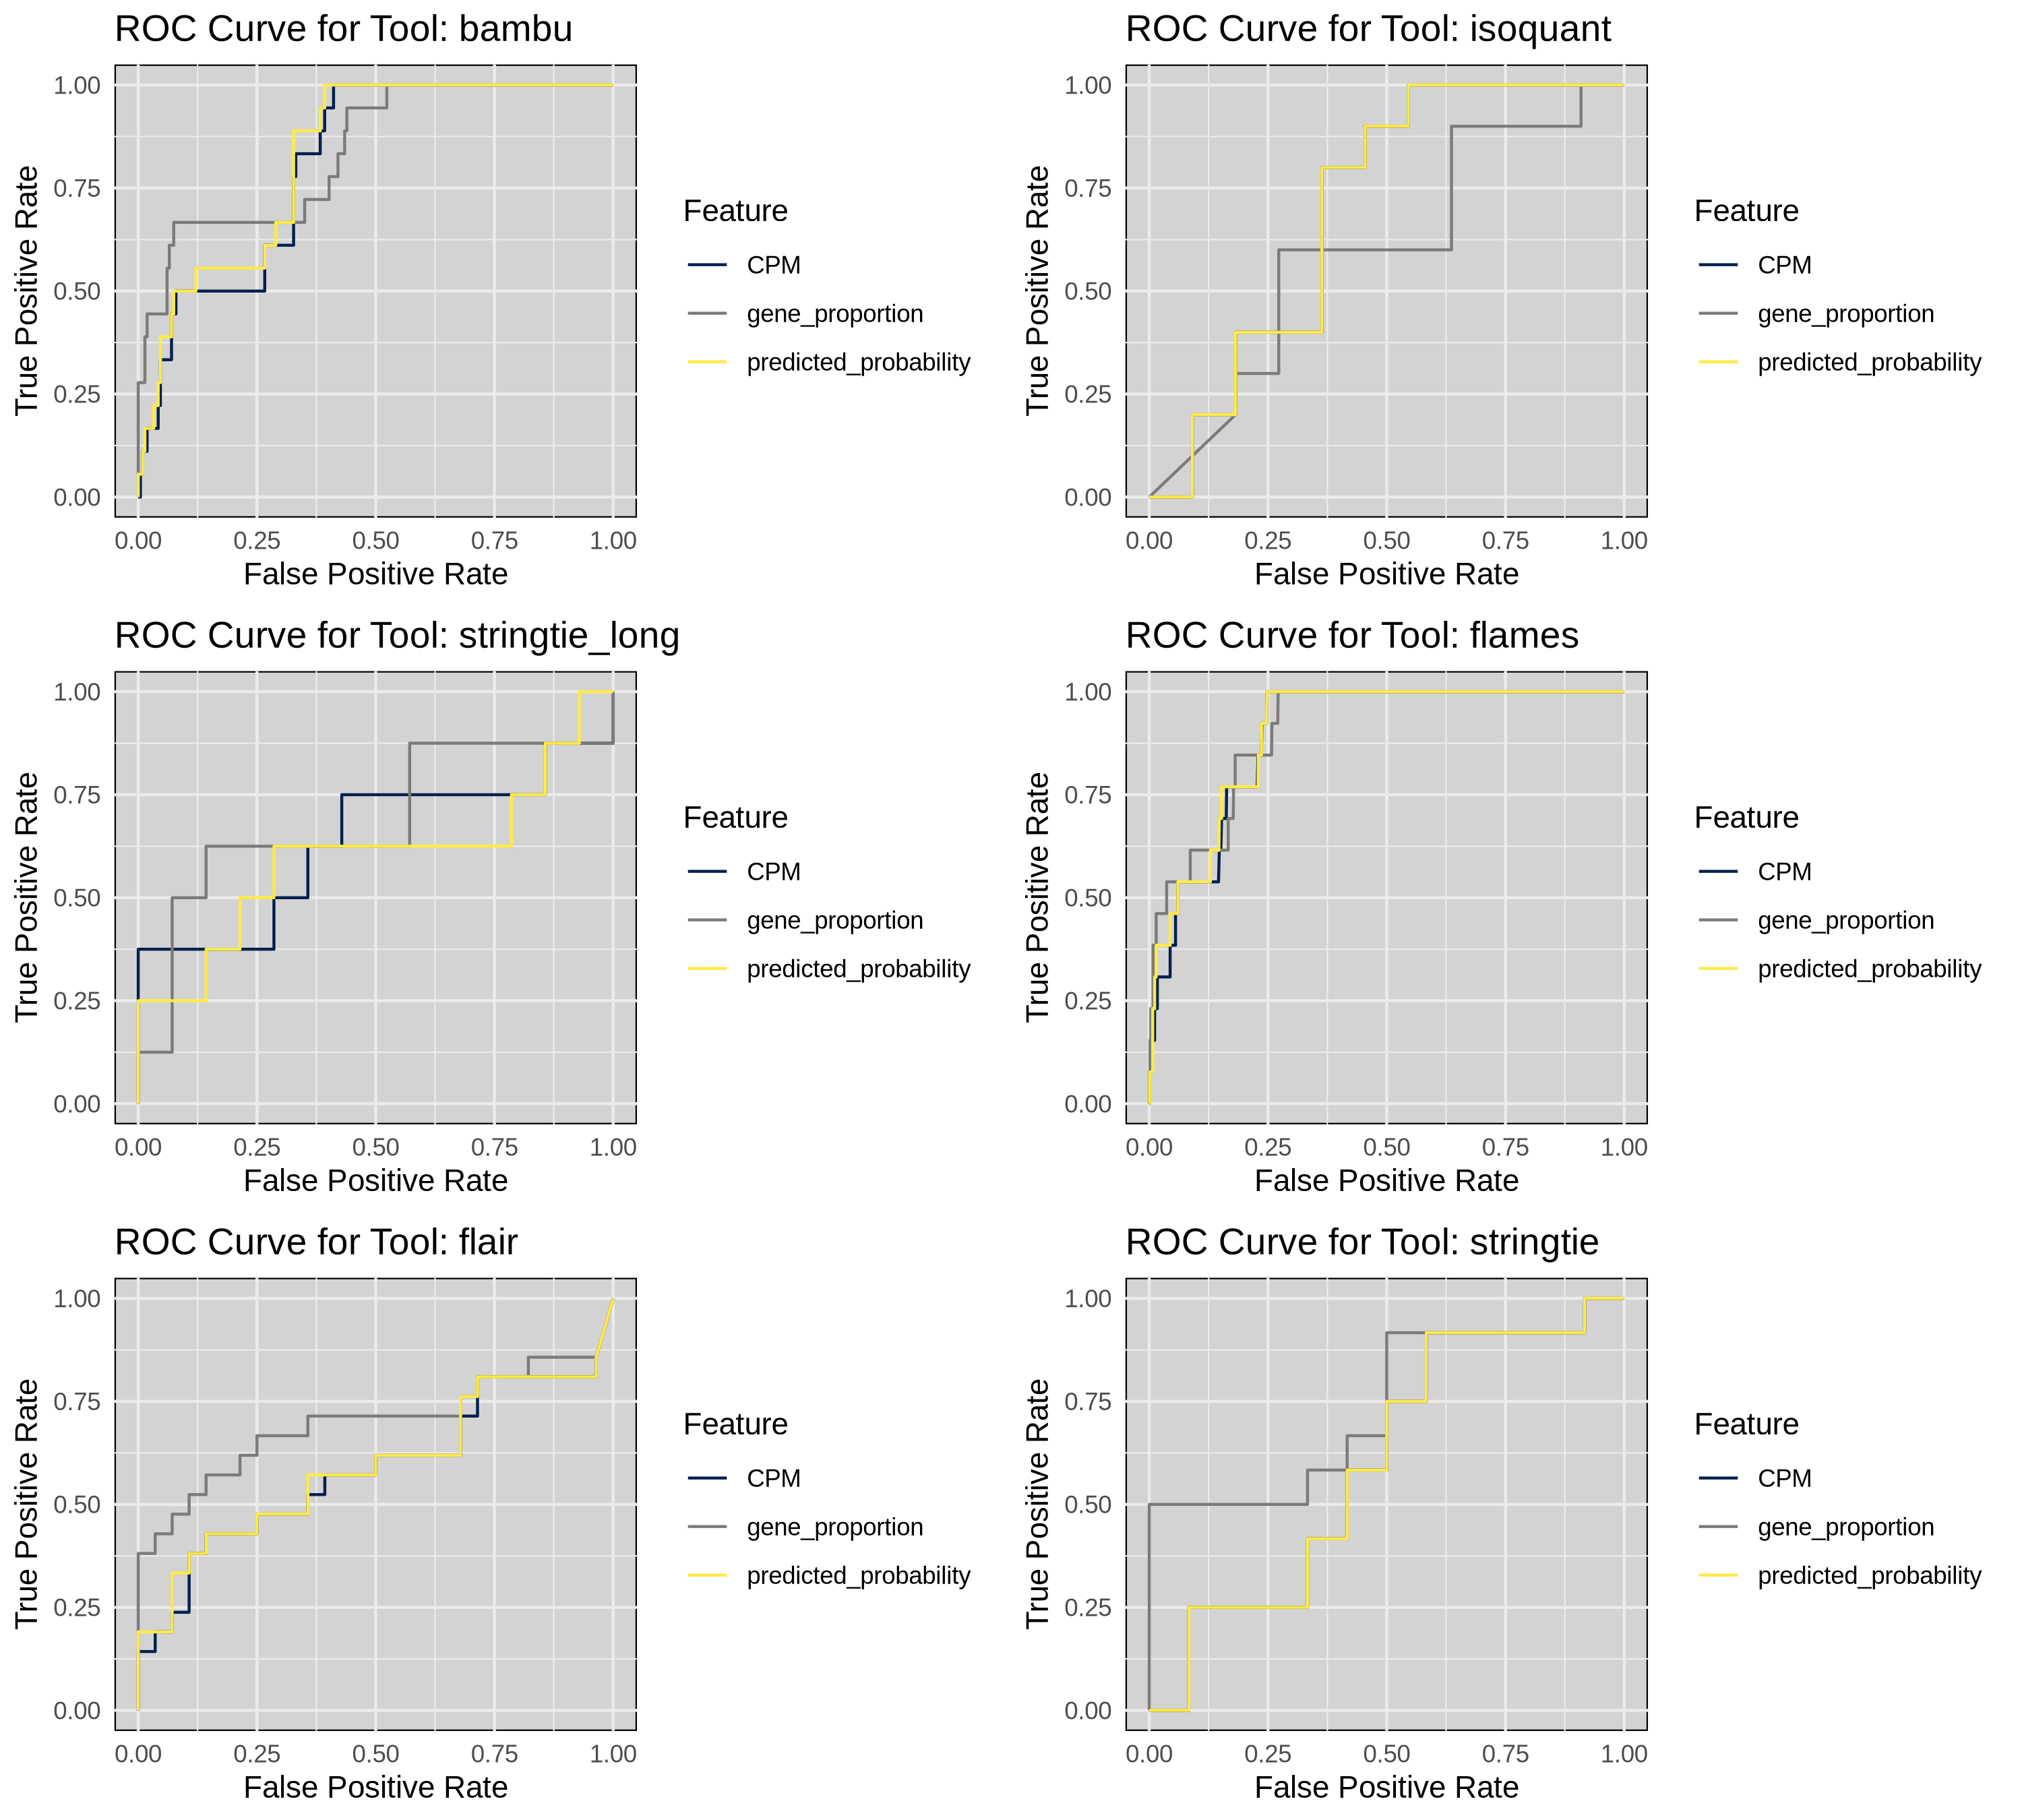 ROC Curve for Tool: bambu
True Positive Rate
1.00
0.75
0.50
0.25
0.00
0.00 0.25 0.50 0.75 1.00
False Positive Rate
Feature
CPM
gene_proportion
predicted_probability
ROC Curve for Tool: isoquant
True Positive Rate
1.00
0.75
0.50
0.25
0.00
0.00 0.25 0.50 0.75 1.00
False Positive Rate
Feature
CPM
gene_proportion
predicted_probability
ROC Curve for Tool: stringtie_long
True Positive Rate
1.00
0.75
0.50
0.25
0.00
0.00 0.25 0.50 0.75 1.00
False Positive Rate
Feature
CPM
gene_proportion
predicted_probability
ROC Curve for Tool: flames
True Positive Rate
1.00
0.75
0.50
0.25
0.00
0.00 0.25 0.50 0.75 1.00
False Positive Rate
Feature
CPM
gene_proportion
predicted_probability
ROC Curve for Tool: flair
True Positive Rate
1.00
0.75
0.50
0.25
0.00
0.00 0.25 0.50 0.75 1.00
False Positive Rate
Feature
CPM
gene_proportion
predicted_probability
ROC Curve for Tool: stringtie
True Positive Rate
1.00
0.75
0.50
0.25
0.00
0.00 0.25 0.50 0.75 1.00
False Positive Rate
Feature
CPM
gene_proportion
predicted_probability